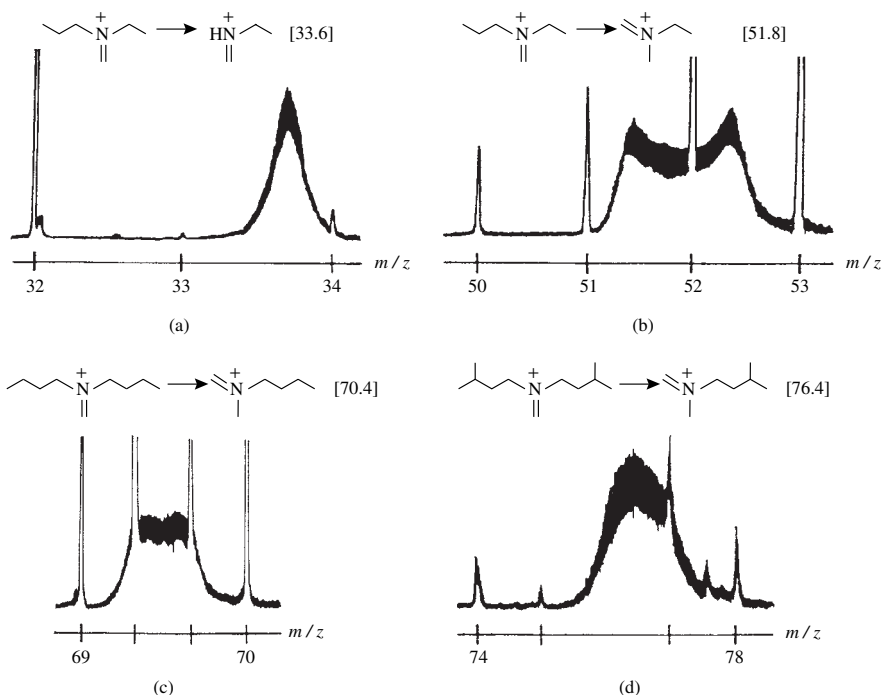 +
N
+
HN
[33.6]
32
33
34
m / z
(a)
+
N
+
N
[51.8]
50
51
52
53
m / z
(b)
+
N
+
N
[70.4]
69
70
m / z
(c)
+
N
+
N
[76.4]
74
78
m / z
(d)